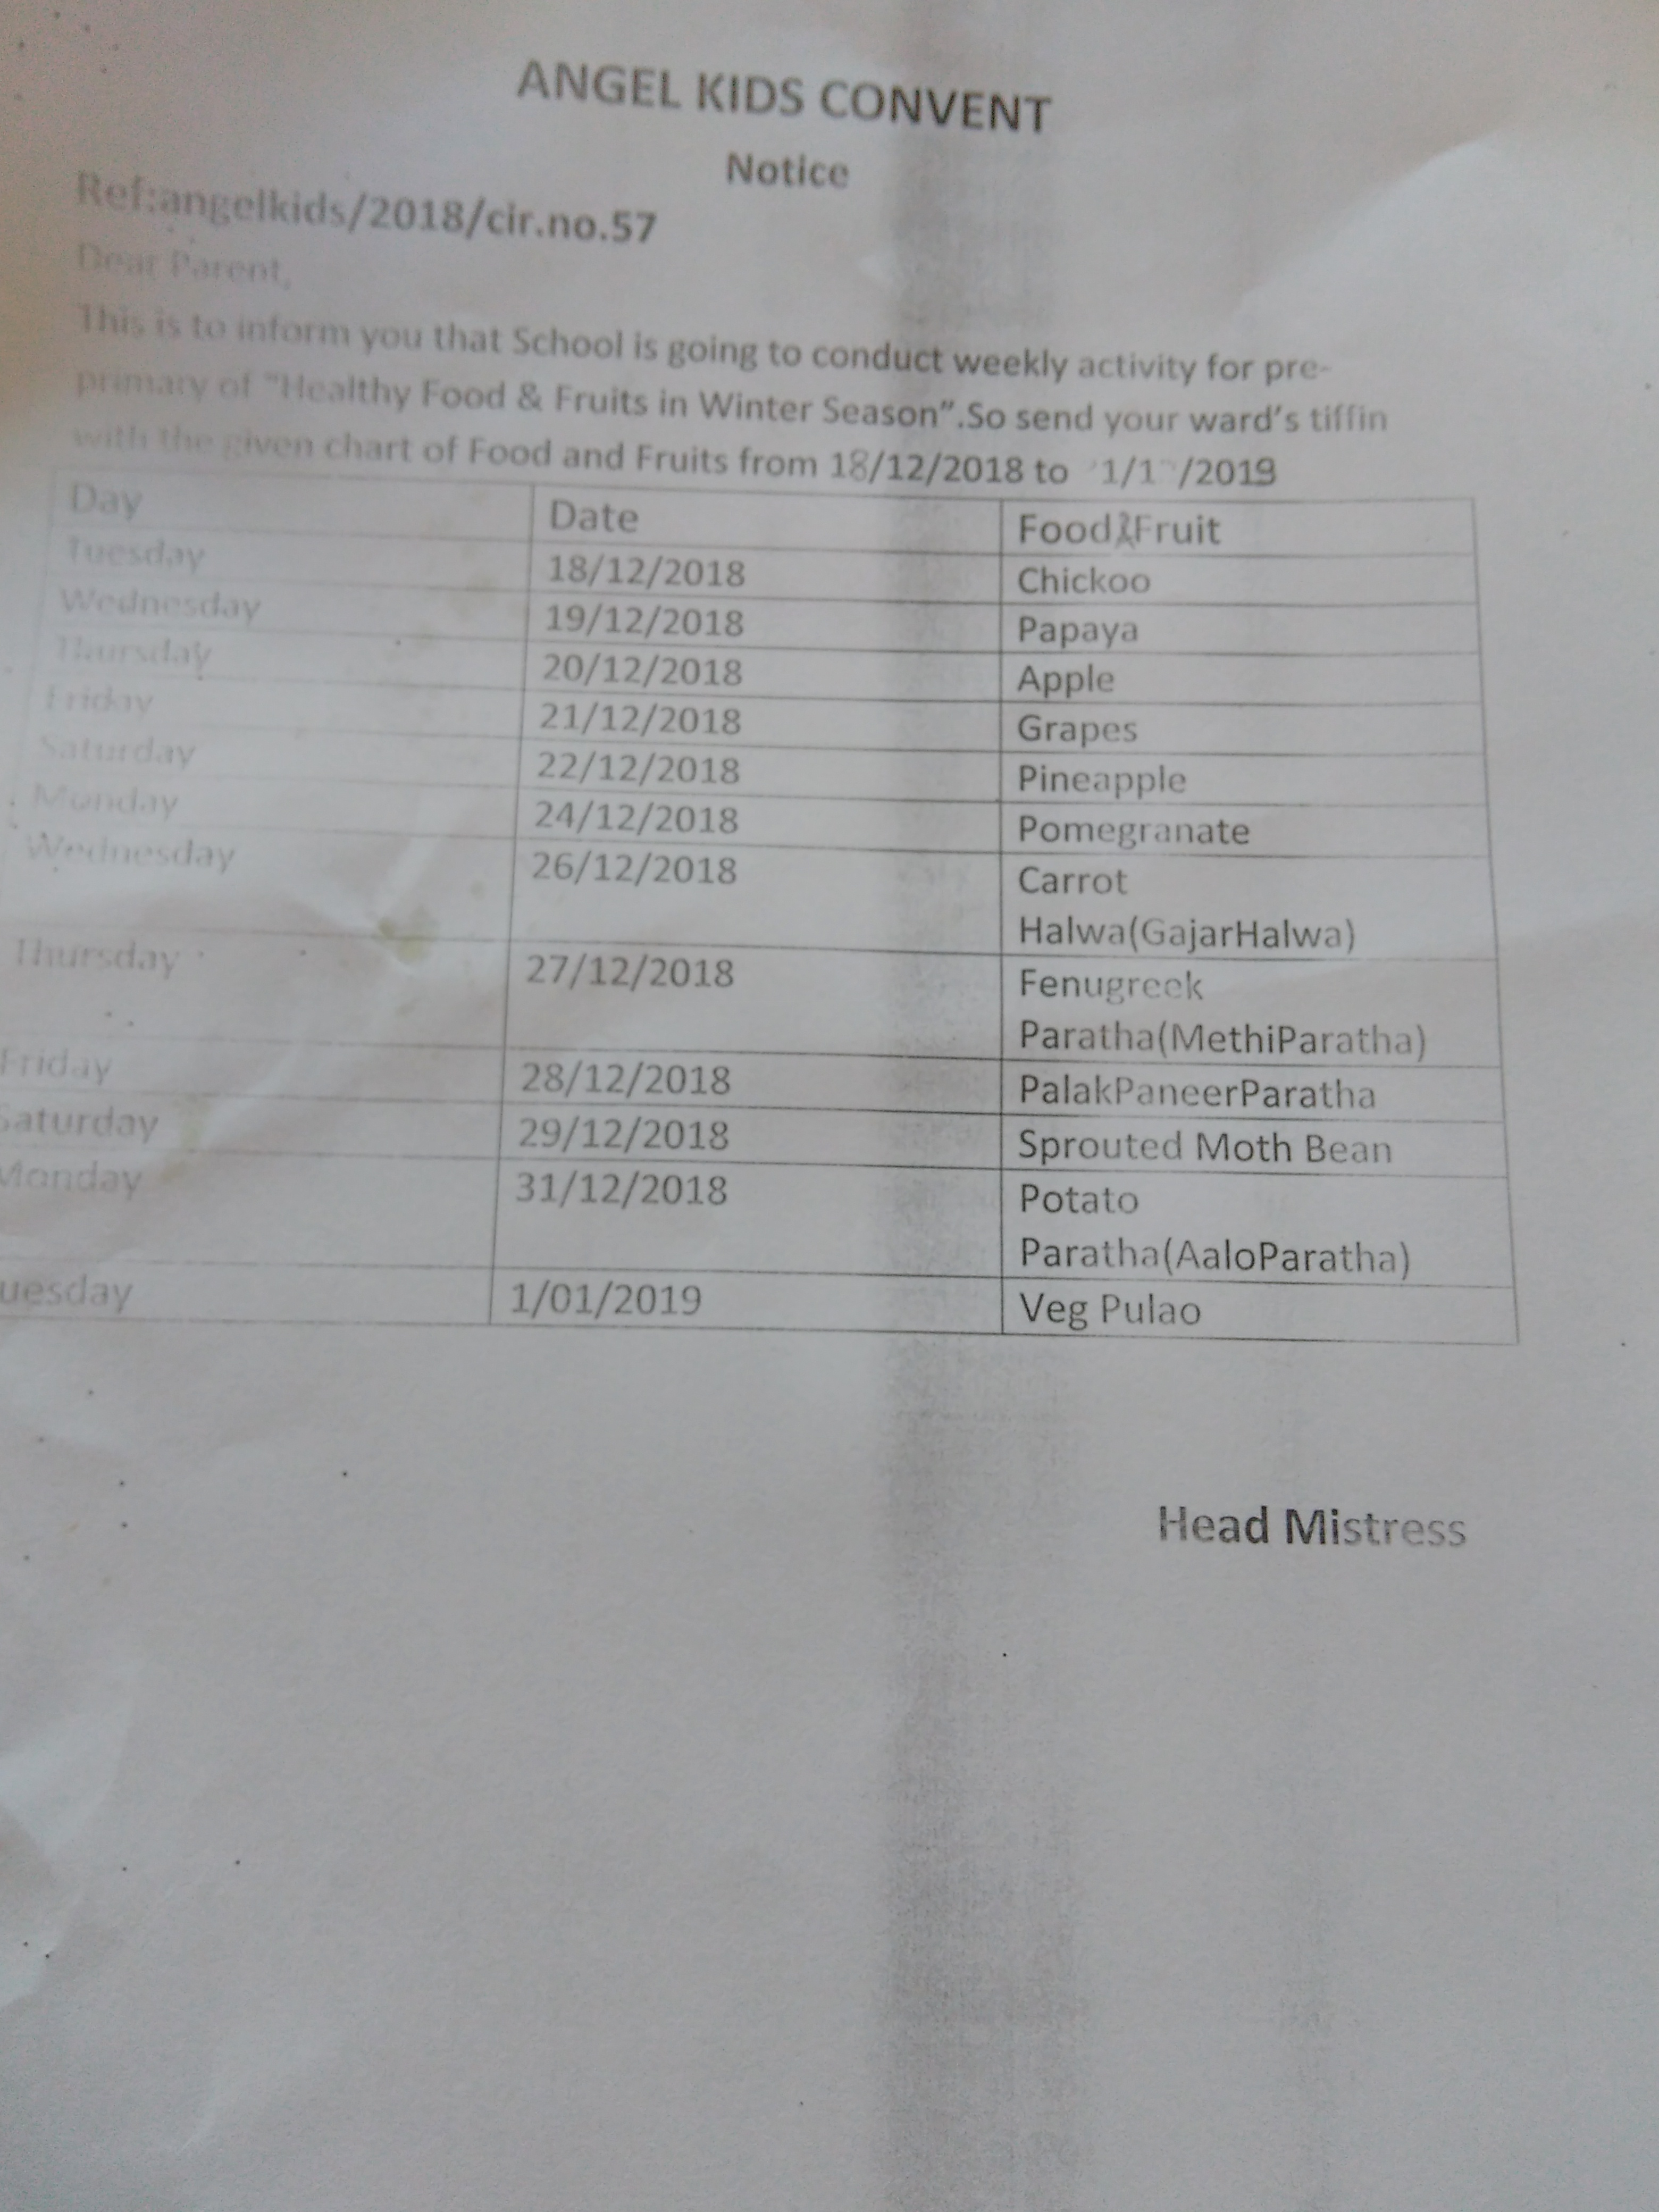 ANGEL KIDS CONVENT
Notice
Ref:angelkids/2018/cir.no.57
Dear Parent,
This is to inform you that School is going to conduct weekly activity for pre-
primary of "Healthy Food & Fruits in Winter Season".So send your ward's tiffin
with the given chart of Food and Fruits from 18/12/2018 to 1/1 /2019
Day Date Food&Fruit
Tuesday 18/12/2018 Chickoo
Wednesday 19/12/2018 Papaya
Thursday 20/12/2018 Apple
Friday 21/12/2018 Grapes
Saturday 22/12/2018 Pineapple
Monday 24/12/2018 Pomegranate
Wednesday 26/12/2018 Carrot
Halwa(GajarHalwa)
Thursday 27/12/2018 Fenugreek
Paratha(MethiParatha)
Friday 28/12/2018 PalakPaneerParatha
Saturday 29/12/2018 Sprouted Moth Bean
Monday 31/12/2018 Potato
Paratha(AaloParatha)
uesday 1/01/2019 Veg Pulao
Head Mistress